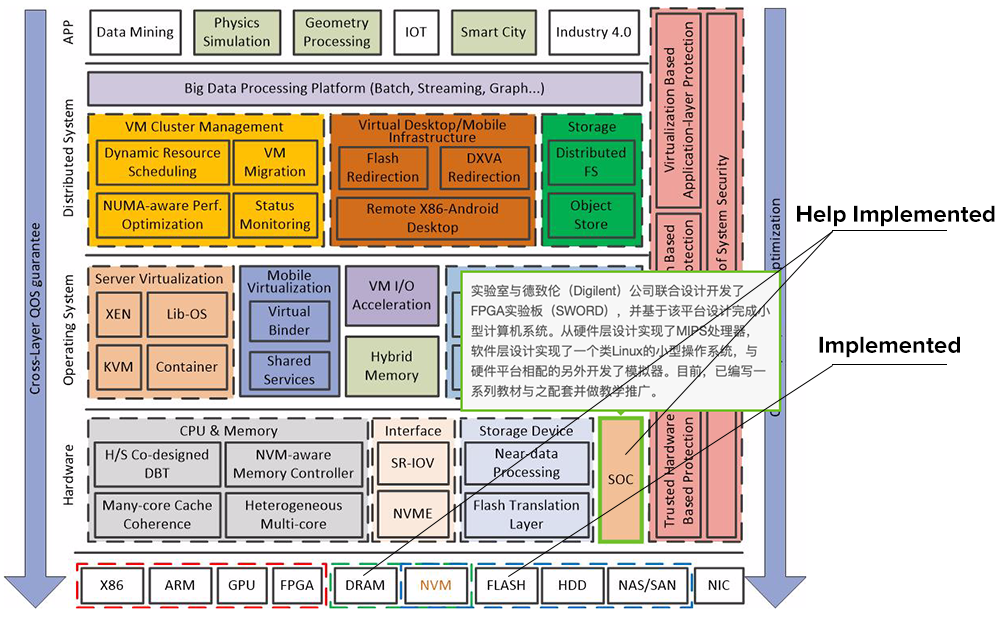 APP
Data Mining
Physics
Simulation
Geometry
Processing
IOT
Smart City
Industry 4.0
Distributed System
Big Data Processing Platform (Batch, Streaming, Graph...)
VM Cluster Management
Dynamic Resource
Scheduling
VM
Migration
NUMA-aware Perf.
Optimization
Status
Monitoring
Virtual Desktop/Mobile
Infrastructure
Flash
Redirection
DXVA
Redirection
Remote X86-Android
Desktop
Storage
Distributed
FS
Object
Store
Operating System
Server Virtualization
XEN
Lib-OS
KVM
Container
Mobile
Virtualization
Virtual
Binder
Shared
Services
VM I/O
Acceleration
Hybrid
Memory
实验室与德致伦（Digilent）公司联合设计开发了
FPGA实验板（SWORD），并基于该平台设计完成小
型计算机系统。从硬件层设计实现了MIPS处理器，
软件层设计实现了一个类Linux的小型操作系统，与
硬件平台相配的另外开发了模拟器。目前，已编写一
系列教材与之配套并做教学推广。
Hardware
CPU & Memory
H/S Co-designed
DBT
NVM-aware
Memory Controller
Many-core Cache
Coherence
Heterogeneous
Multi-core
Interface
SR-IOV
NVME
Storage Device
Near-data
Processing
Flash Translation
Layer
SOC
X86
ARM
GPU
FPGA
DRAM
NVM
FLASH
HDD
NAS/SAN
NIC
Cross-Layer QOS guarantee
Virtualization Based
Application-layer Protection
Based
Trusted Hardware
Based Protection
of System Security
Help Implemented
Implemented